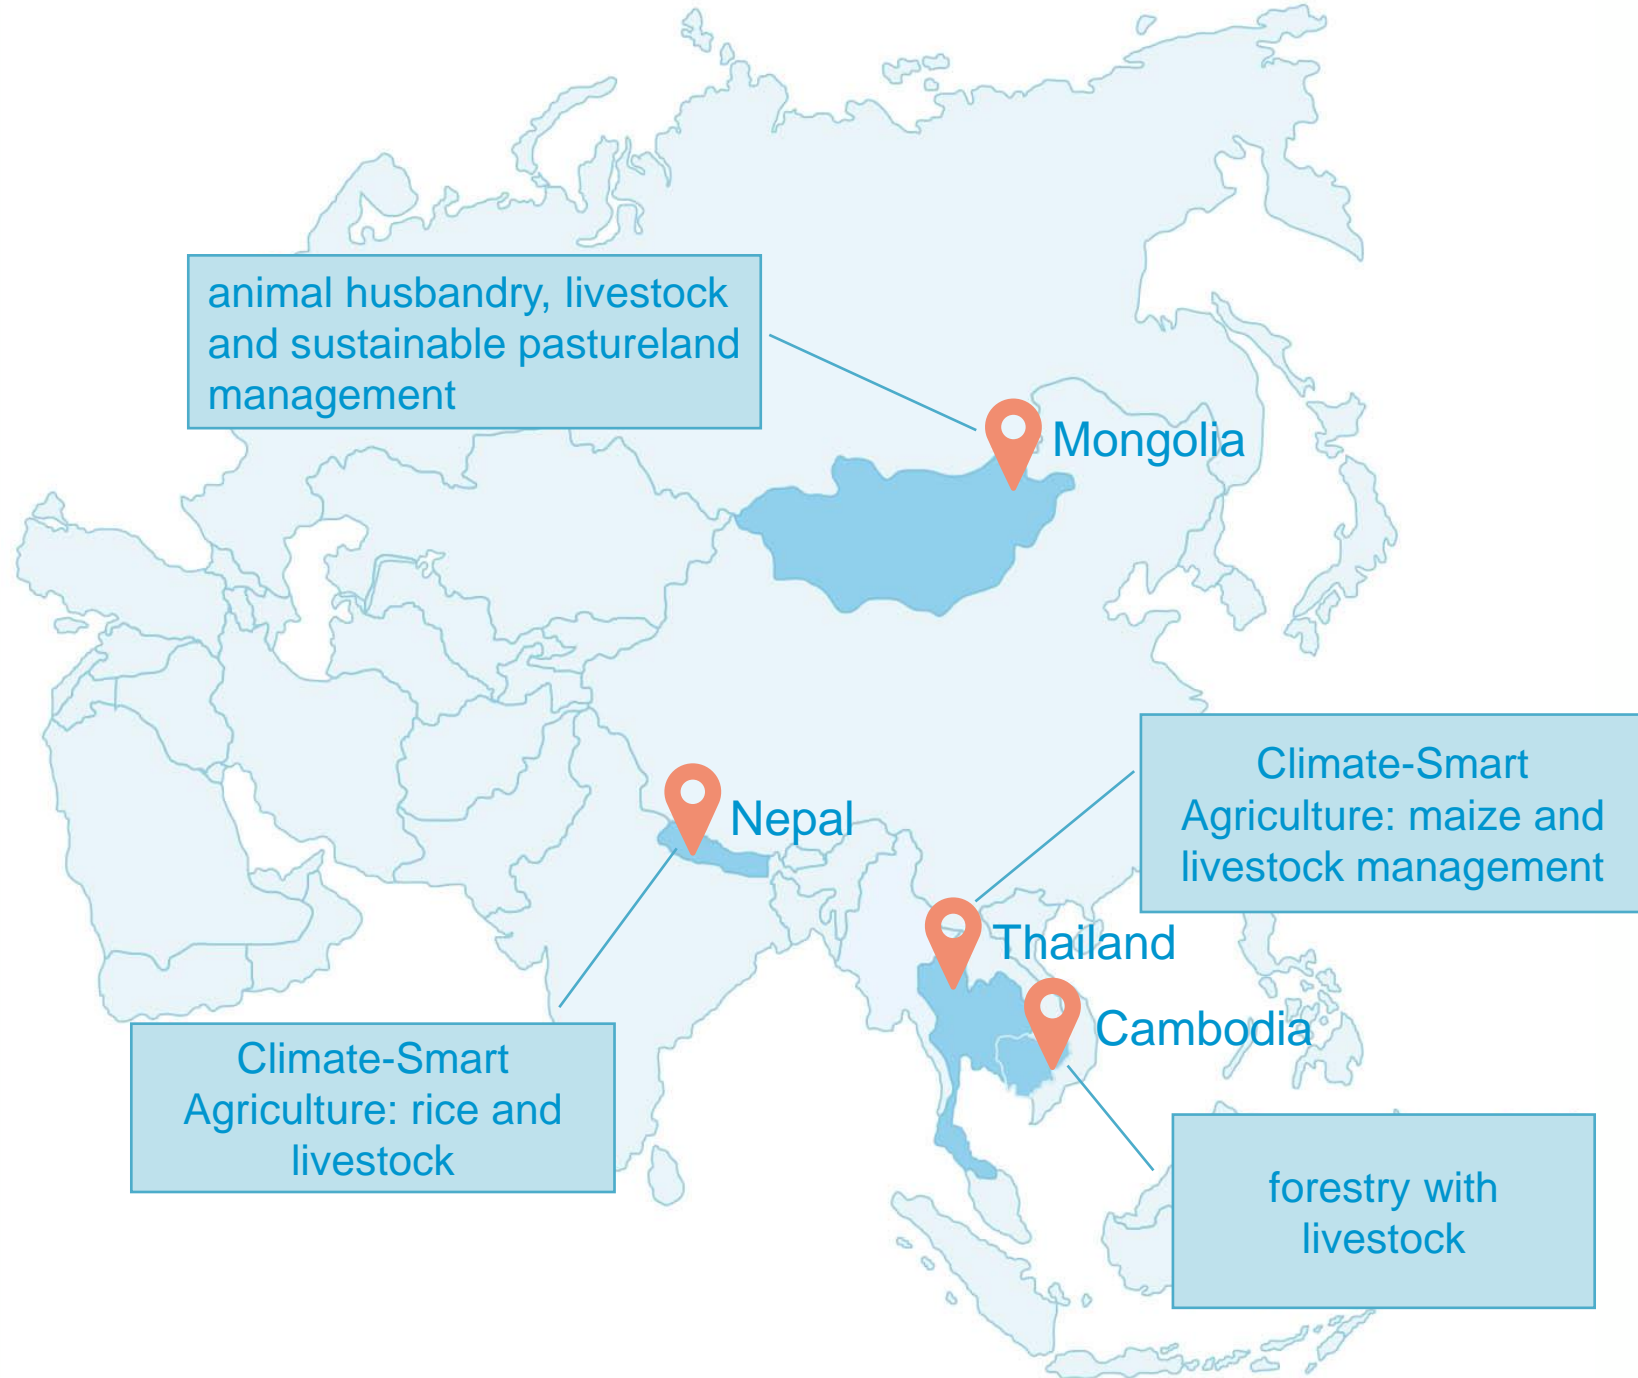 animal husbandry, livestock
and sustainable pastureland
management
Mongolia
Climate-Smart
Agriculture: maize and
livestock management
Nepal
Thailand
Cambodia
Climate-Smart
Agriculture: rice and
livestock
forestry with
livestock